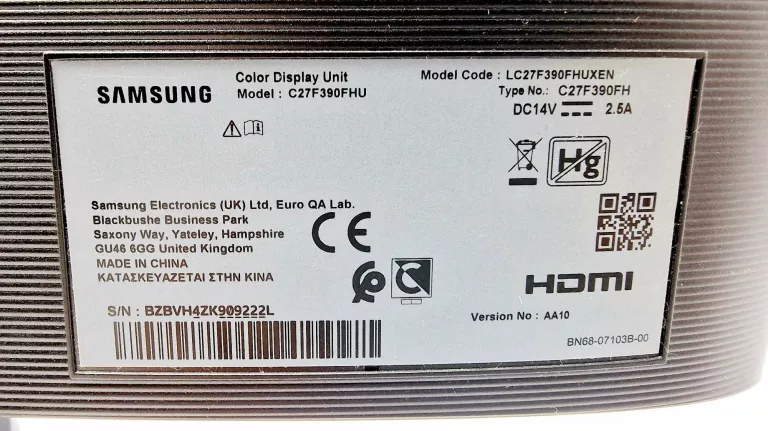 SAMSUNG
Color Display Unit
Model : C27F390FHU
Model Code : LC27F390FHUXEN
Type No.: C27F390FH
DC14V 2.5A
Hg
Samsung Electronics (UK) Ltd, Euro QA Lab.
Blackbushe Business Park
Saxony Way, Yateley, Hampshire
GU46 6GG United Kingdom
MADE IN CHINA
ΚΑΤΑΣΚΕΥΑΖΕΤΑΙ ΣΤΗΝ ΚΙΝΑ
CE
HDMI
S/N : BZBVH4ZK909222L
Version No : AA10
BN68-07103B-00